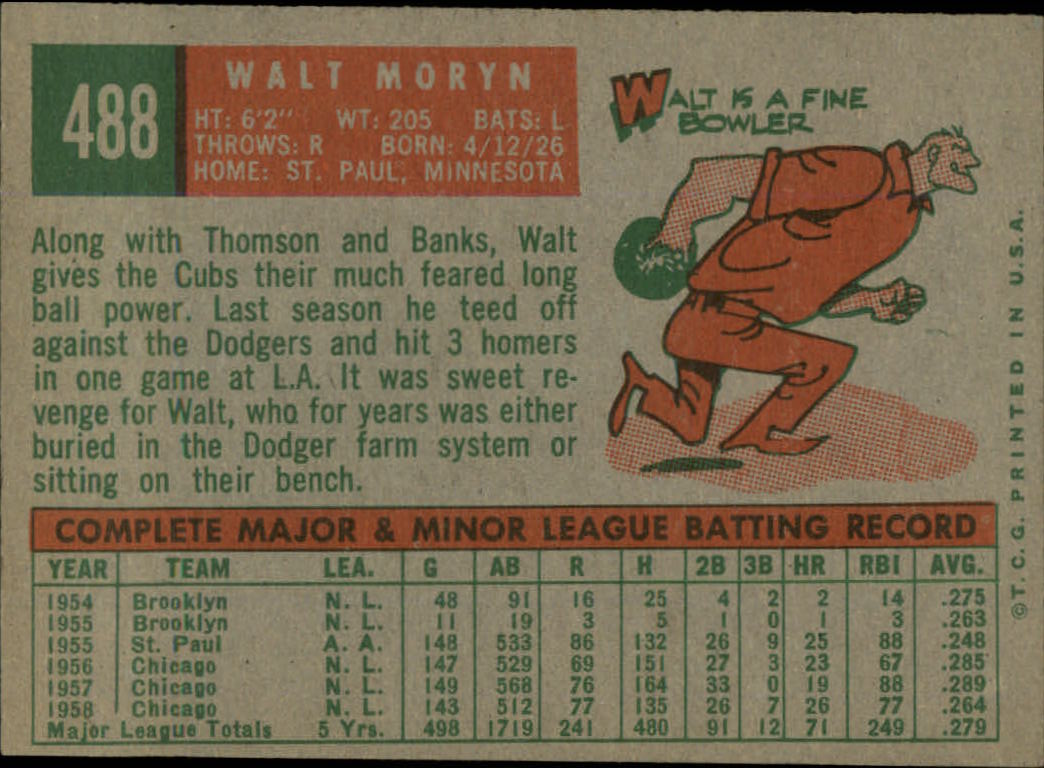 488
WALT MORYN
HT: 6'2" WT: 205 BATS: L
THROWS: R BORN: 4/12/26
HOME: ST. PAUL, MINNESOTA
WALT IS A FINE
BOWLER
Along with Thomson and Banks, Walt
gives the Cubs their much feared long
ball power. Last season he teed off
against the Dodgers and hit 3 homers
in one game at L.A. It was sweet re-
venge for Walt, who for years was either
buried in the Dodger farm system or
sitting on their bench.
COMPLETE MAJOR & MINOR LEAGUE BATTING RECORD
YEAR TEAM LEA. G AB R H 2B 3B HR RBI AVG.
1954 Brooklyn N. L. 48 91 16 25 4 2 2 14 .275
1955 Brooklyn N. L. 11 19 3 5 1 0 1 3 .263
1955 St. Paul A. A. 148 533 86 132 26 9 25 88 .248
1956 Chicago N. L. 147 529 69 151 27 3 23 67 .285
1957 Chicago N. L. 149 568 76 164 33 0 19 88 .289
1958 Chicago N. L. 143 512 77 135 26 7 26 77 .264
Major League Totals 5 Yrs. 498 1719 241 480 91 12 71 249 .279
©T.C.G. PRINTED IN U.S.A.